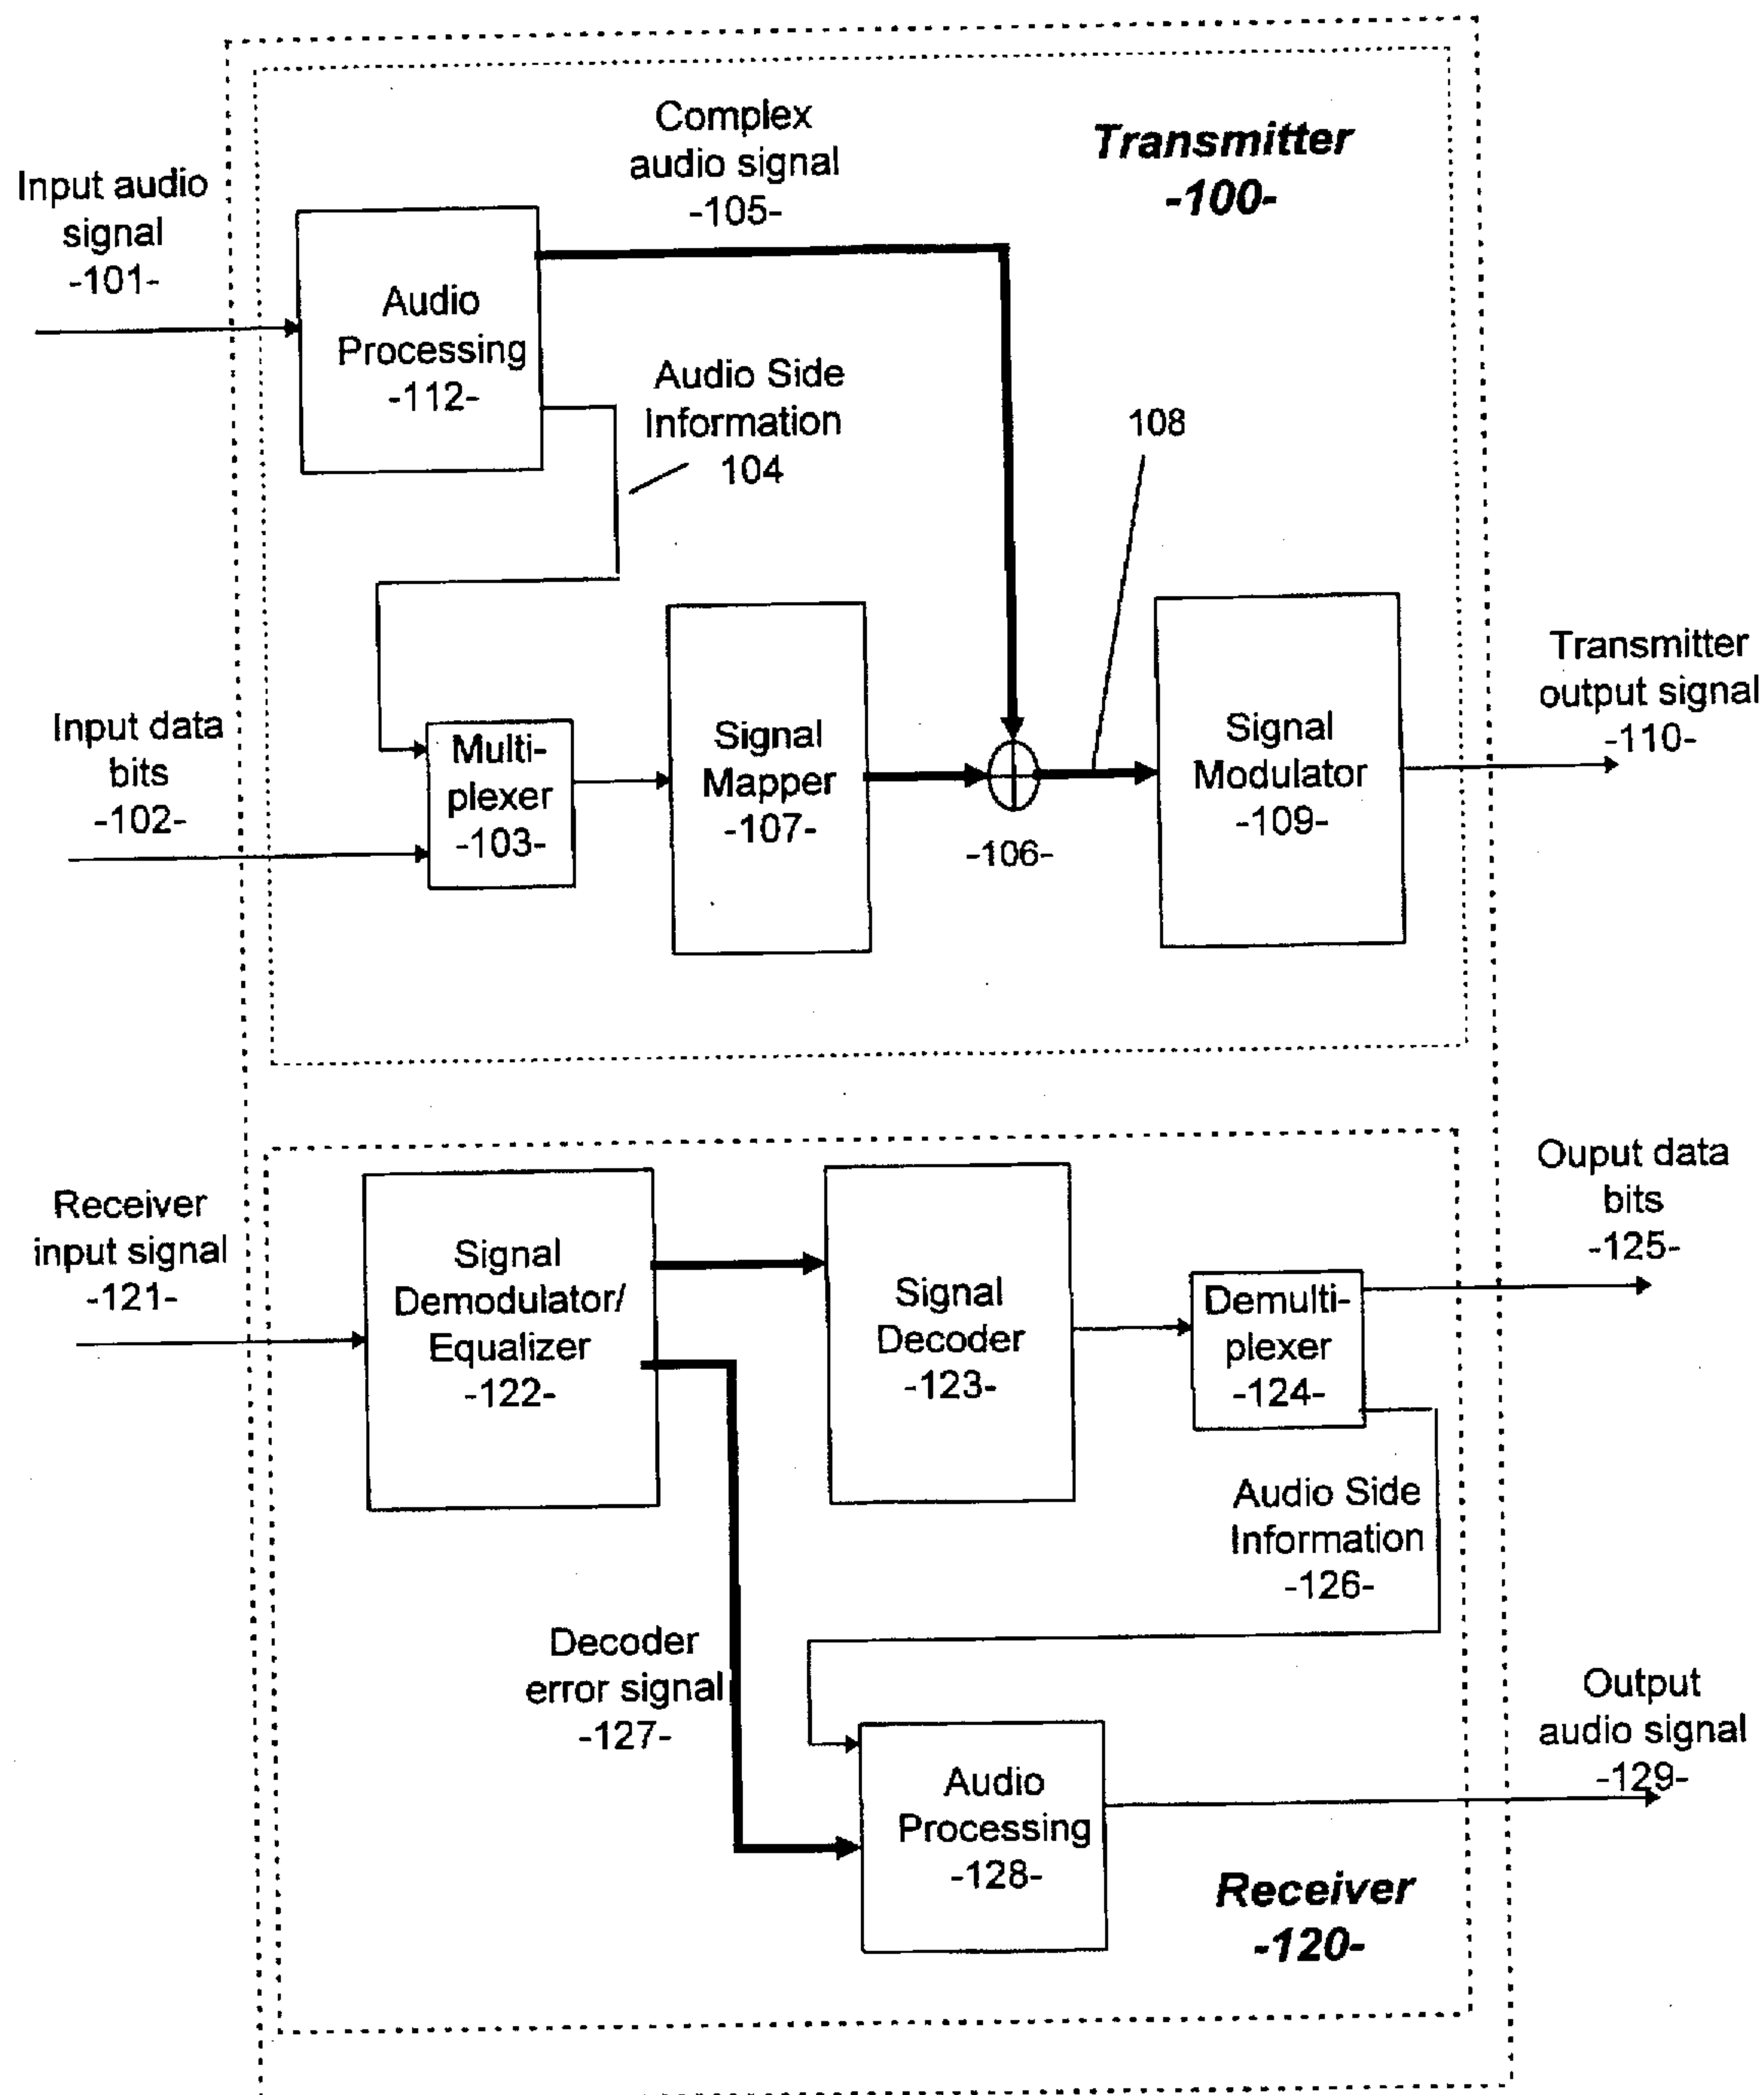 Complex
audio signal
-105-
Transmitter
-100-
Input audio
signal
-101-
Audio
Processing
-112-
Audio Side
Information
104
108
Input data
bits
-102-
Multi-
plexer
-103-
Signal
Mapper
-107-
-106-
Signal
Modulator
-109-
Transmitter
output signal
-110-
Receiver
input signal
-121-
Signal
Demodulator/
Equalizer
-122-
Signal
Decoder
-123-
Demulti-
plexer
-124-
Ouput data
bits
-125-
Audio Side
Information
-126-
Decoder
error signal
-127-
Audio
Processing
-128-
Output
audio signal
-129-
Receiver
-120-